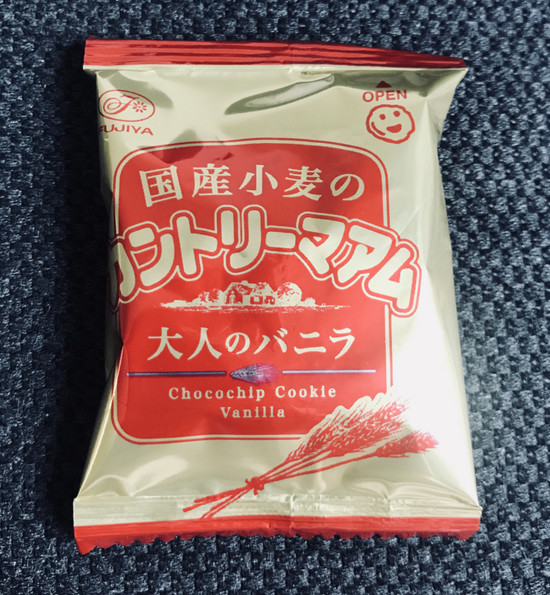 FUJIYA
OPEN
国産小麦の
カントリーマアム
大人のバニラ
Chocochip Cookie
Vanilla